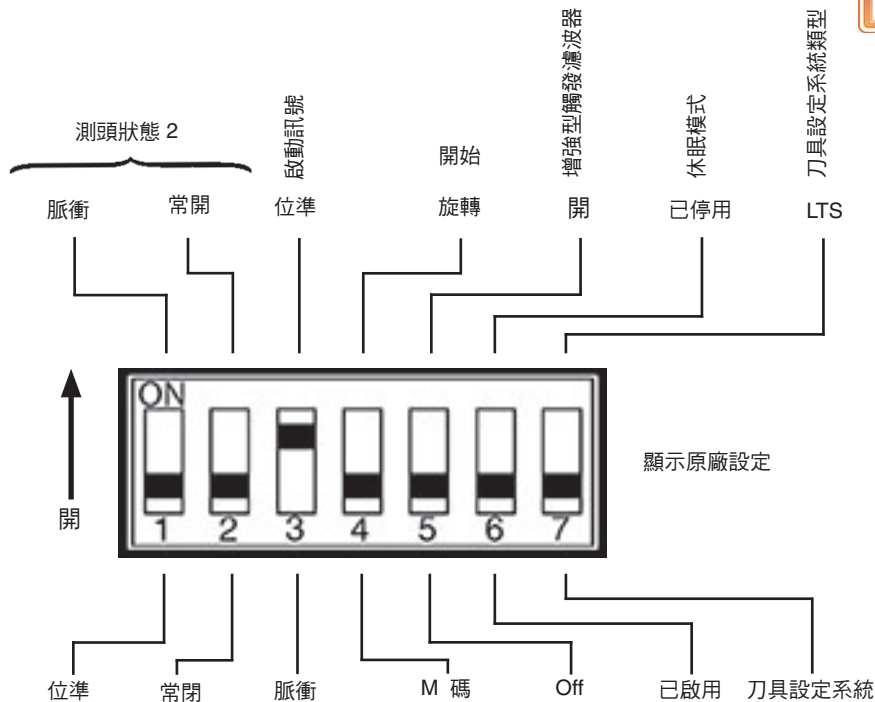 測頭狀態 2
啟動訊號
開始
增強型觸發濾波器
休眠模式
刀具設定系統類型
脈衝
常開
位準
旋轉
開
已停用
LTS
ON
1 2 3 4 5 6 7
開
顯示原廠設定
位準
常閉
脈衝
M 碼
Off
已啟用
刀具設定系統